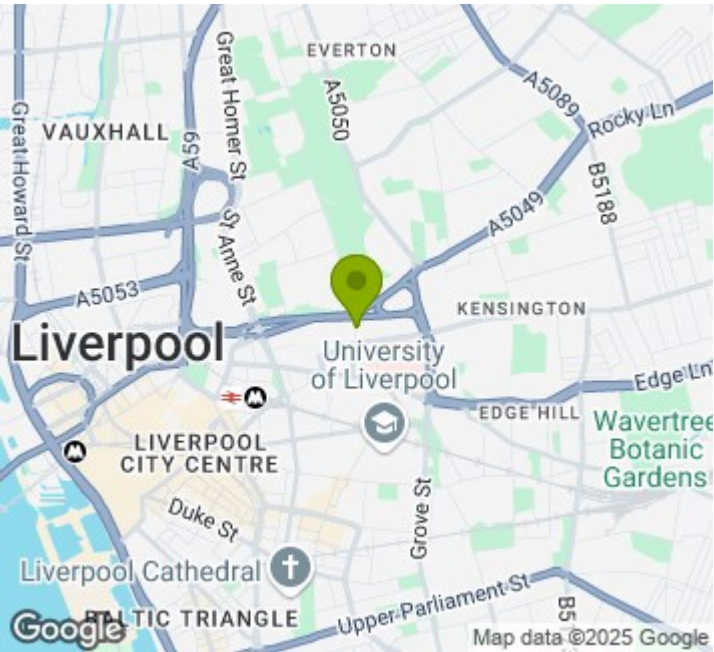 EVERTON
Great Homer St
A5050
A5089
Rocky Ln
VAUXHALL
A59
Great Howard St
B5188
St Anne St
A5049
A5053
KENSINGTON
Liverpool
University
of Liverpool
Edge Ln
EDGE HILL
Wavertree
Botanic
Gardens
LIVERPOOL
CITY CENTRE
Duke St
Grove St
Liverpool Cathedral
Upper Parliament St
BALTIC TRIANGLE
Google
Map data ©2025 Google